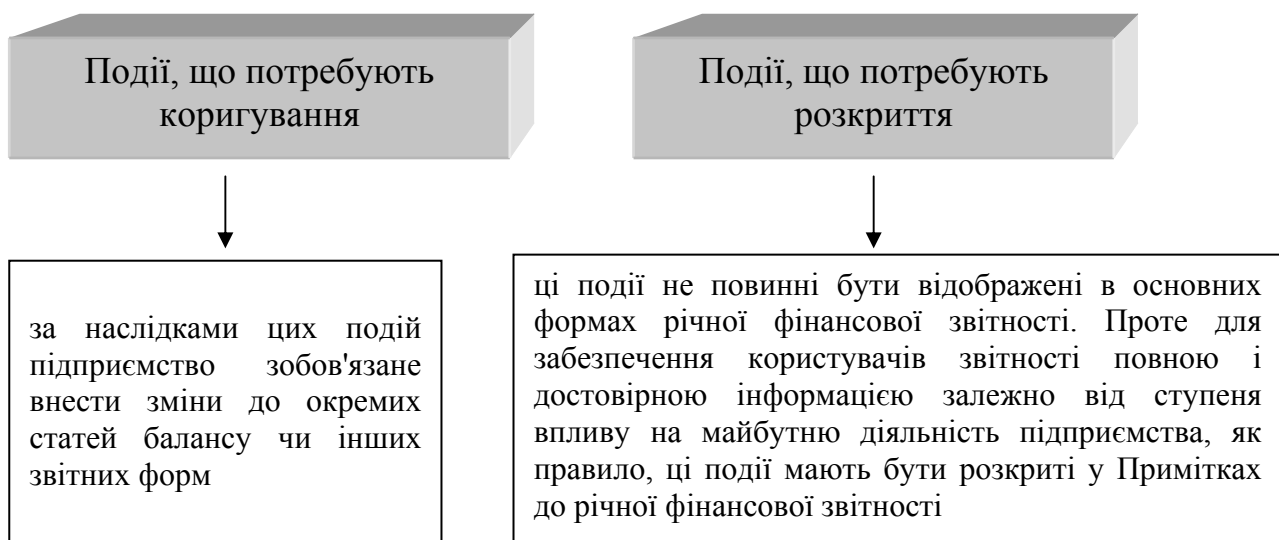 Події, що потребують
коригування
Події, що потребують
розкриття
за наслідками цих подій
підприємство зобов'язане
внести зміни до окремих
статей балансу чи інших
звітних форм
ці події не повинні бути відображені в основних
формах річної фінансової звітності. Проте для
забезпечення користувачів звітності повною і
достовірною інформацією залежно від ступеня
впливу на майбутню діяльність підприємства, як
правило, ці події мають бути розкриті у Примітках
до річної фінансової звітності